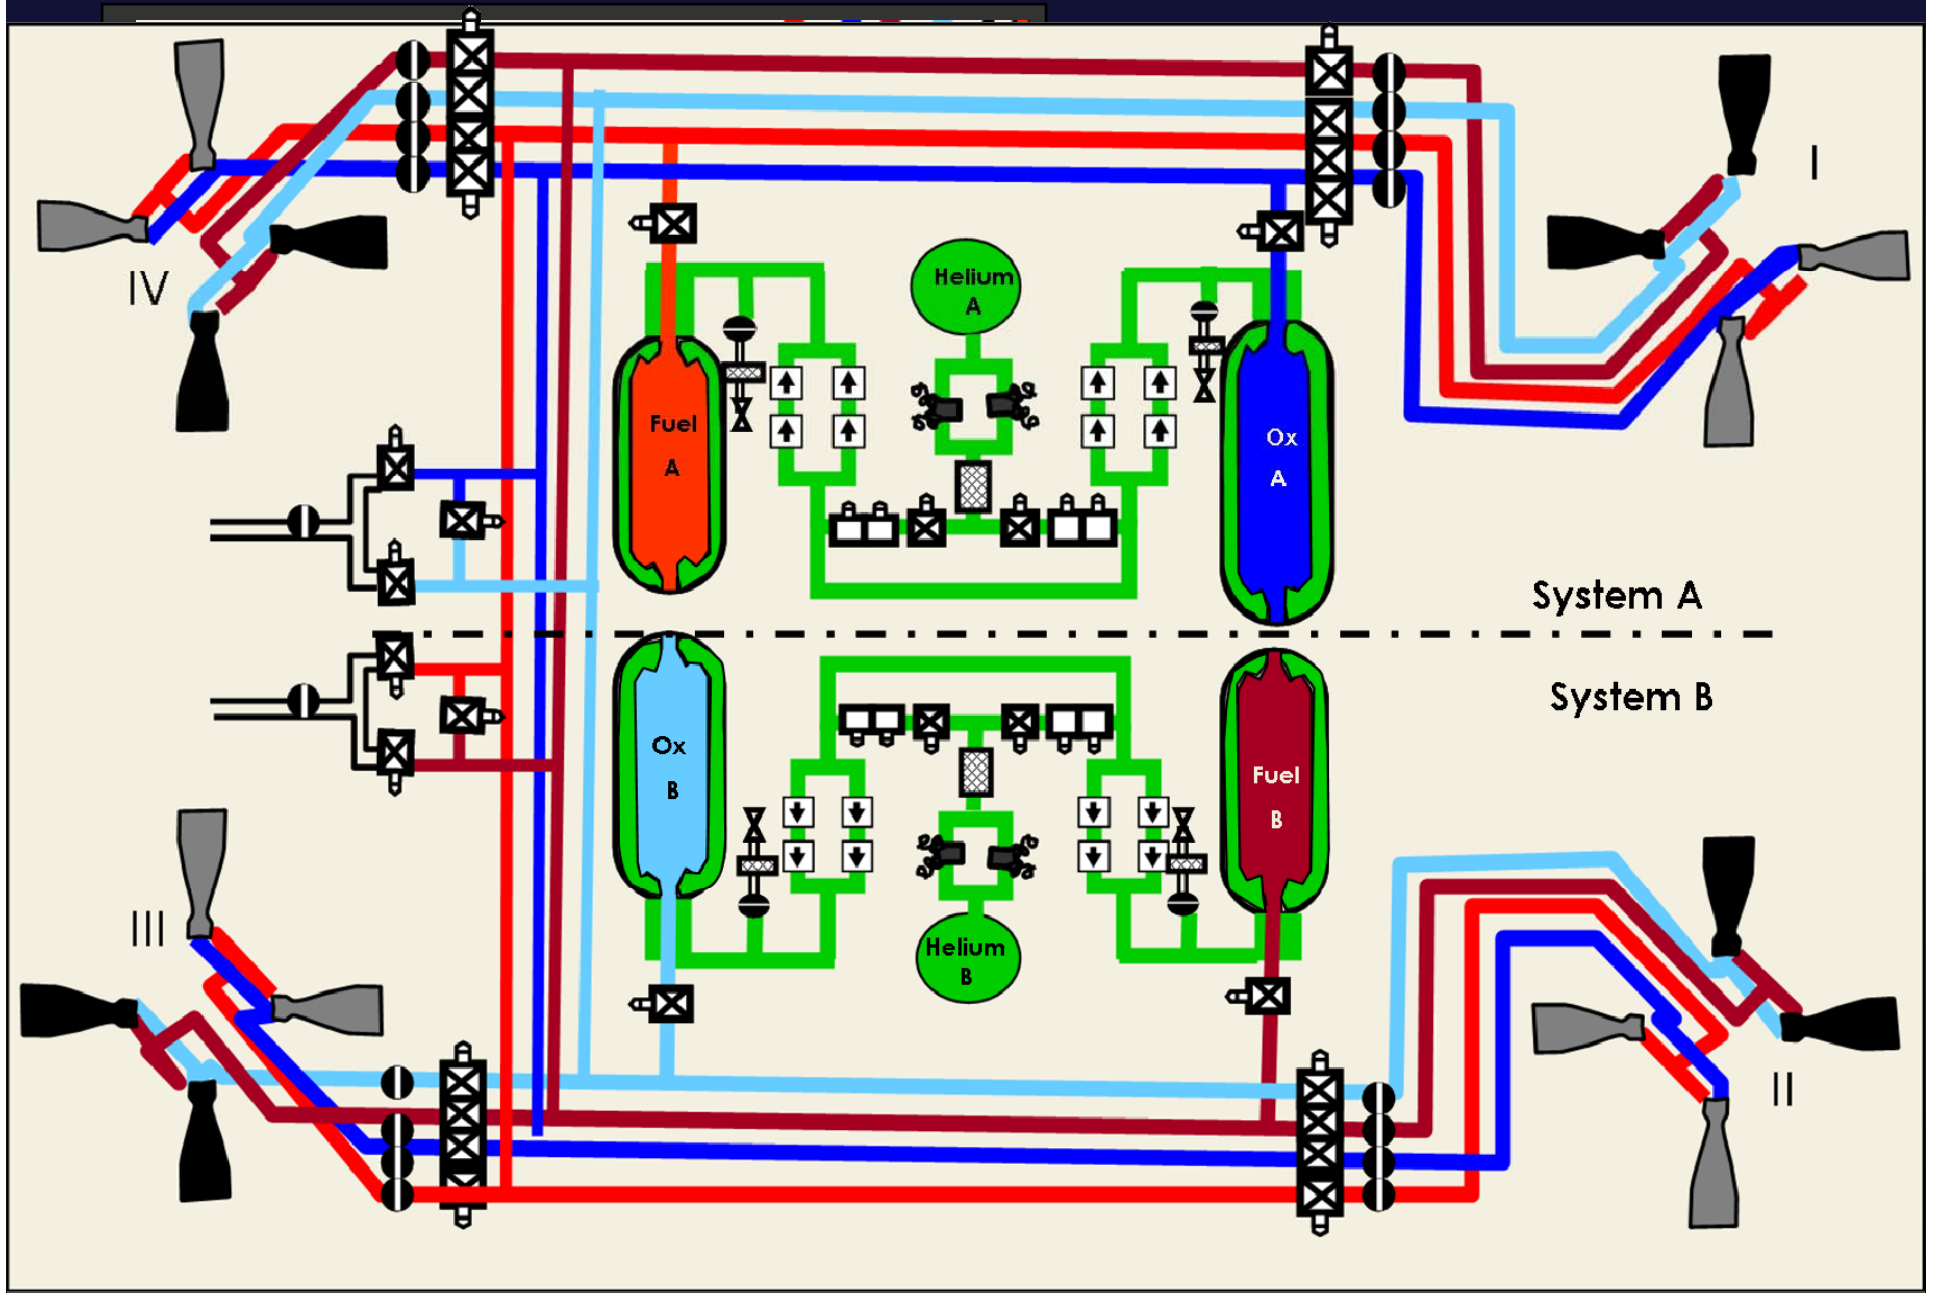 I
IV
Helium
A
Fuel
A
Ox
A
System A
System B
Ox
B
Fuel
B
Helium
B
III
II